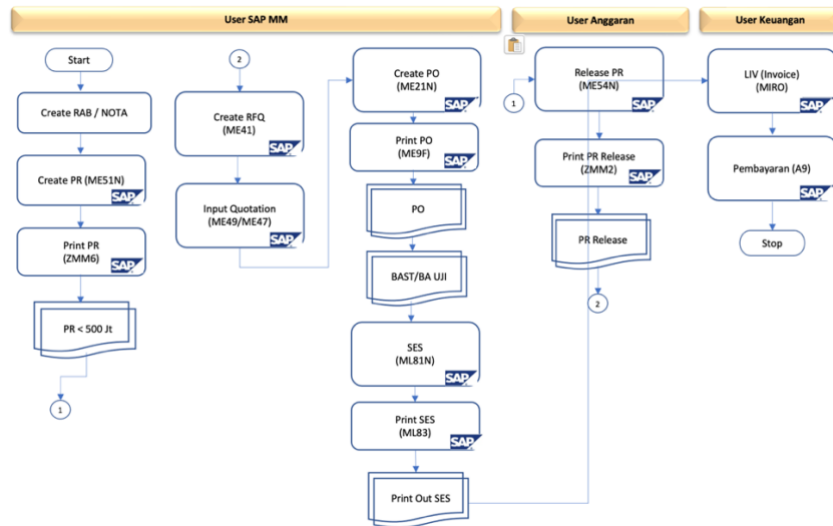 User SAP MM
User Anggaran
User Keuangan
Start
Create RAB / NOTA
Create PR (ME51N)
SAP
Print PR
(ZMM6)
SAP
PR < 500 Jt
1
2
Create RFQ
(ME41)
SAP
Input Quotation
(ME49/ME47)
SAP
Create PO
(ME21N)
SAP
Print PO
(ME9F)
SAP
PO
BAST/BA UJI
SES
(ML81N)
SAP
Print SES
(ML83)
SAP
Print Out SES
1
Release PR
(ME54N)
SAP
Print PR Release
(ZMM2)
SAP
PR Release
2
LIV (Invoice)
(MIRO)
SAP
Pembayaran (A9)
SAP
Stop